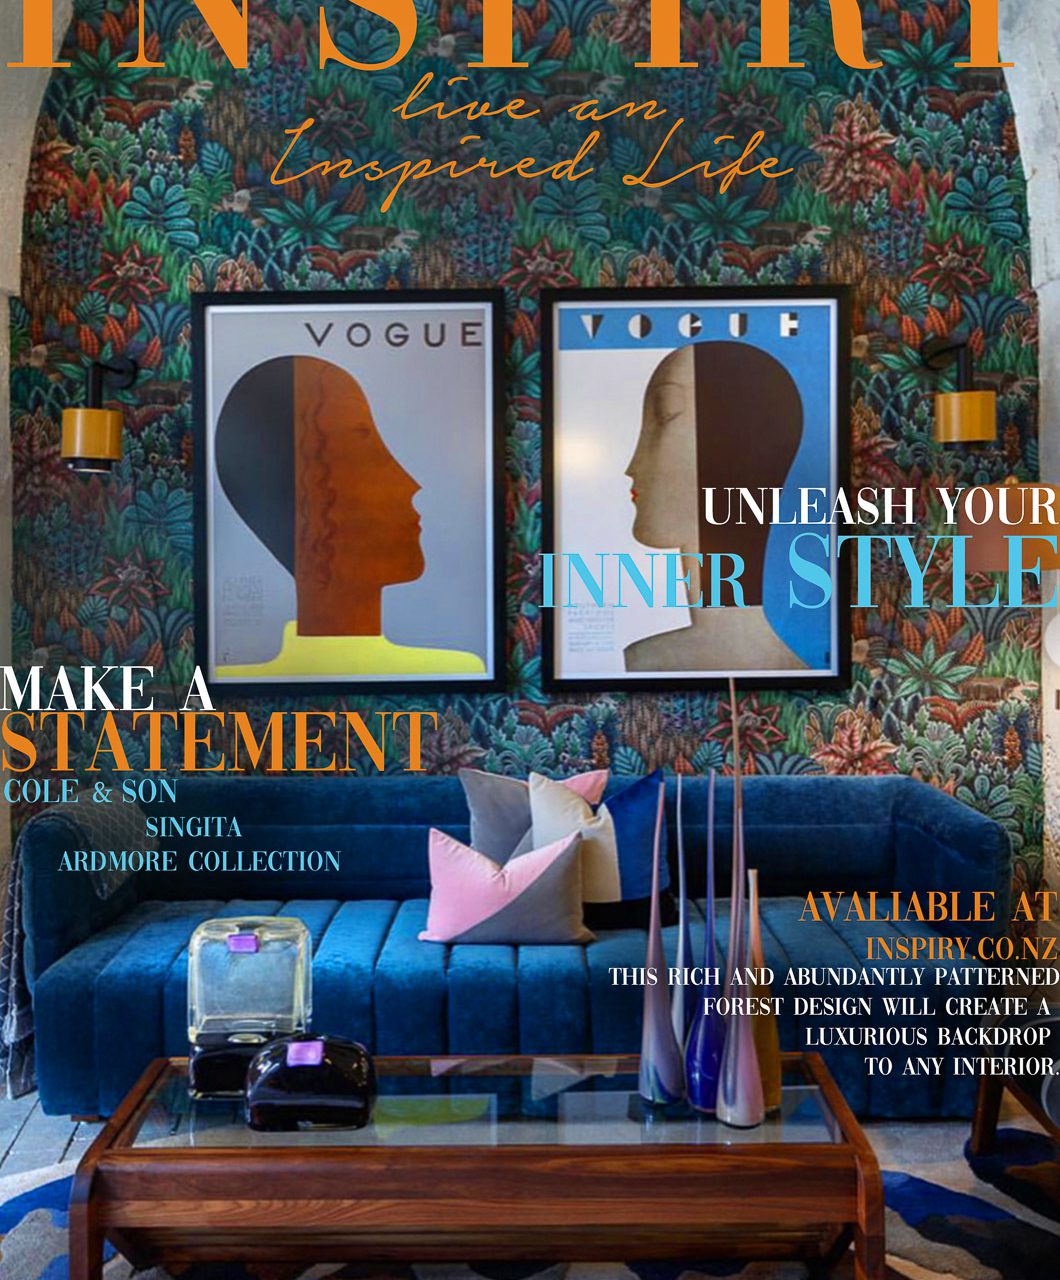 INSPIRY
live an
Inspired Life
VOGUE
VOGUE
UNLEASH YOUR
INNER STYLE
MAKE A
STATEMENT
COLE & SON
SINGITA
ARDMORE COLLECTION
AVALIABLE AT
INSPIRY.CO.NZ
THIS RICH AND ABUNDANTLY PATTERNED
FOREST DESIGN WILL CREATE A
LUXURIOUS BACKDROP
TO ANY INTERIOR.